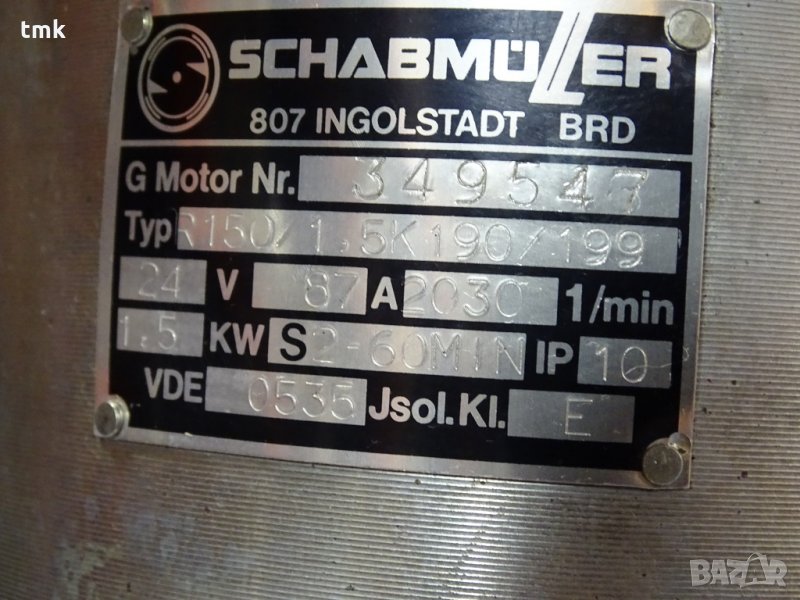 tmk
SCHABMÜLLER
807 INGOLSTADT BRD
G Motor Nr. 349547
Typ R150/1,5K190/199
24 V 87 A 2030 1/min
1.5 KW S2-60MIN IP 10
VDE 0535 Jsol.Kl. E
BAZAR